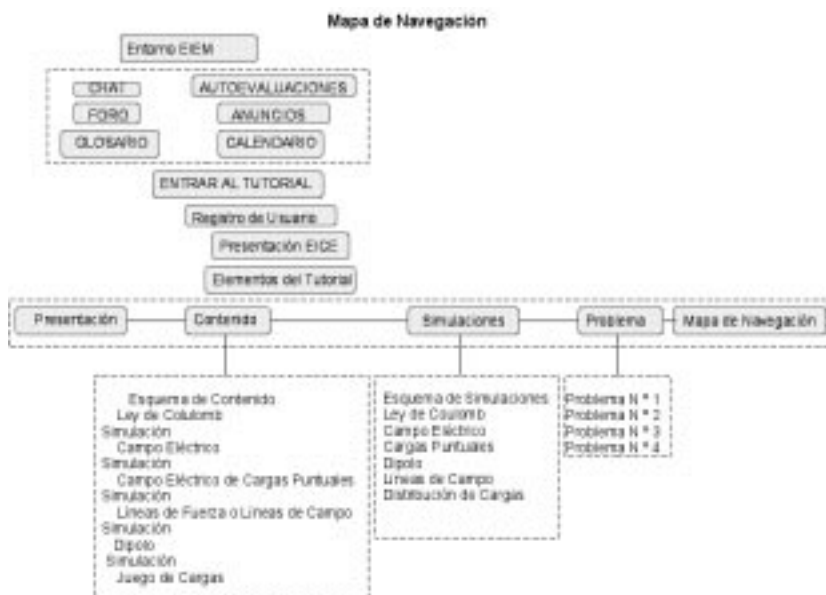 Mapa de Navegación
Entorno EIEM
CHAT AUTOEVALUACIONES
FORO ANUNCIOS
GLOSARIO CALENDARIO
ENTRAR AL TUTORIAL
Registro de Usuario
Presentación EICE
Elementos del Tutorial
Presentación Contenido Simulaciones Problema Mapa de Navegación
Esquema de Contenido
Ley de Colulomb
Simulación
Campo Eléctrico
Simulación
Campo Eléctrico de Cargas Puntuales
Simulación
Líneas de Fuerza o Líneas de Campo
Simulación
Dipolo
Simulación
Juego de Cargas
Esquema de Simulaciones
Ley de Coulomb
Campo Eléctrico
Cargas Puntuales
Dipolo
Líneas de Campo
Distribución de Cargas
Problema N º 1
Problema N º 2
Problema N º 3
Problema N º 4